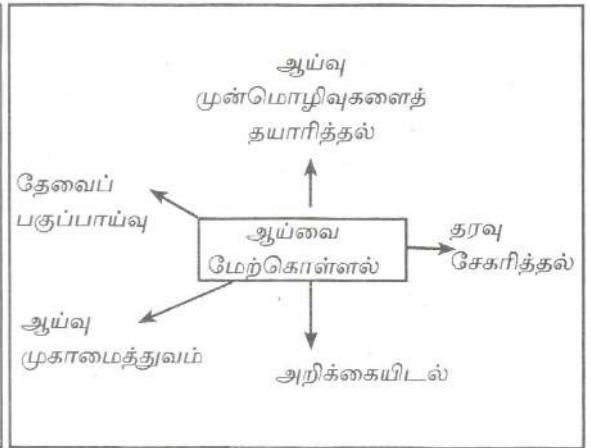 ஆய்வு
முன்மொழிவுகளைத்
தயாரித்தல்
தேவைப்
பகுப்பாய்வு
ஆய்வை
மேற்கொள்ளல்
தரவு
சேகரித்தல்
ஆய்வு
முகாமைத்துவம்
அறிக்கையிடல்